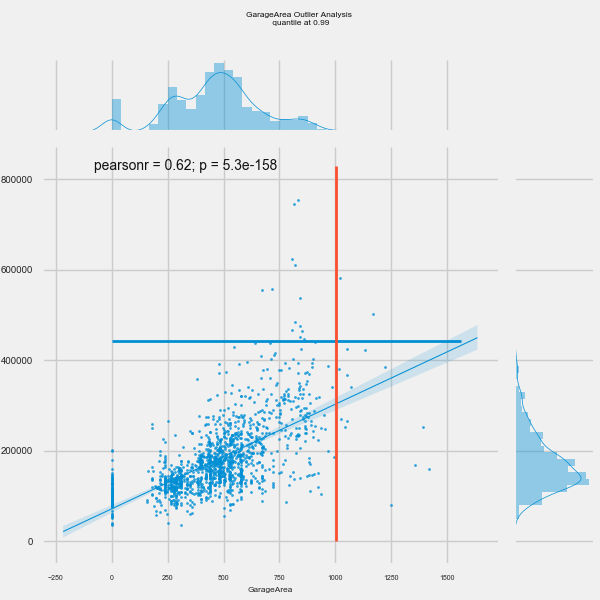 GarageArea Outlier Analysis
quantile at 0.99
pearsonr = 0.62; p = 5.3e-158
800000
600000
400000
200000
0
−250 0 250 500 750 1000 1250 1500
GarageArea